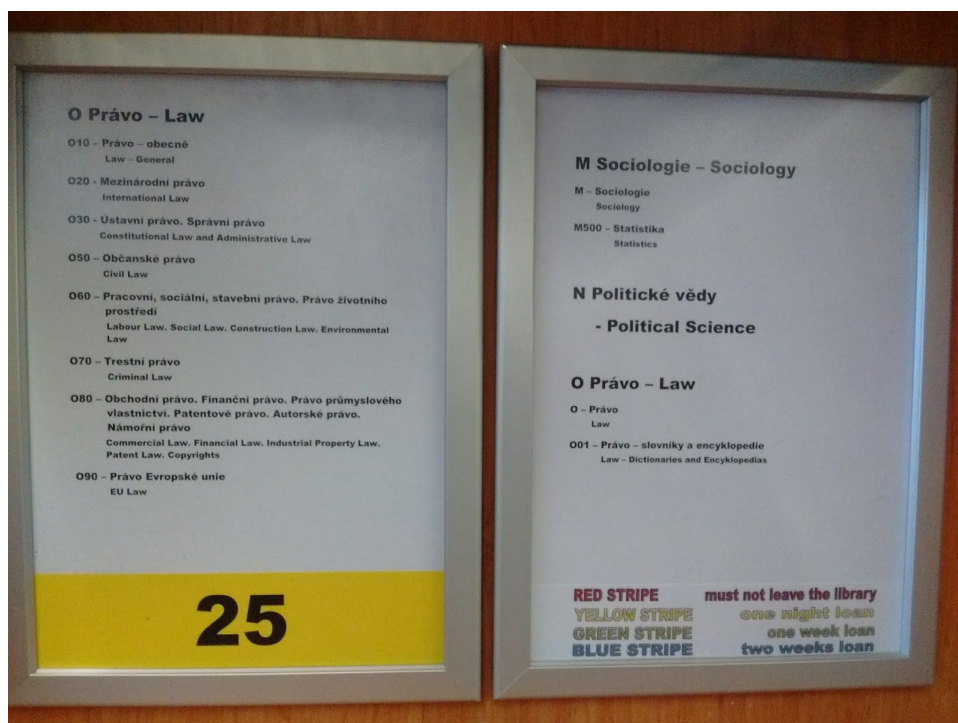 O Právo – Law
O10 – Právo – obecně
Law – General
O20 - Mezinárodní právo
International Law
O30 - Ústavní právo. Správní právo
Constitutional Law and Administrative Law
O50 – Občanské právo
Civil Law
O60 – Pracovní, sociální, stavební právo. Právo životního
prostředí
Labour Law. Social Law. Construction Law. Environmental
Law
O70 – Trestní právo
Criminal Law
O80 – Obchodní právo. Finanční právo. Právo průmyslového
vlastnictví. Patentové právo. Autorské právo.
Námořní právo
Commercial Law. Financial Law. Industrial Property Law.
Patent Law. Copyrights
O90 – Právo Evropské unie
EU Law
25
M Sociologie – Sociology
M – Sociologie
Sociology
M500 – Statistika
Statistics
N Politické vědy
- Political Science
O Právo – Law
O – Právo
Law
O01 – Právo – slovníky a encyklopedie
Law – Dictionaries and Encyclopedias
RED STRIPE must not leave the library
YELLOW STRIPE one night loan
GREEN STRIPE one week loan
BLUE STRIPE two weeks loan